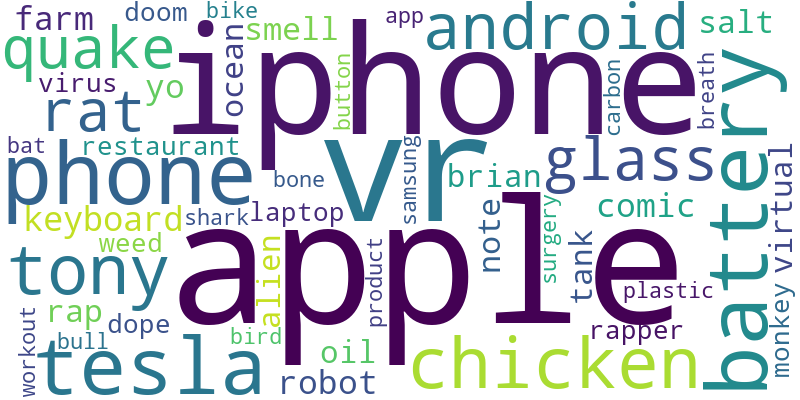 farm
doom
bike
app
android
salt
quake
smell
iphone
ocean
button
virus
yo
rat
carbon
breath
battery
bat
restaurant
phone
bone
vr
samsung
brian
glass
virtual
keyboard
shark
laptop
note
surgery
comic
weed
tony
alien
product
apple
tank
plastic
monkey
rap
dope
rapper
workout
bull
tesla
bird
oil
robot
chicken